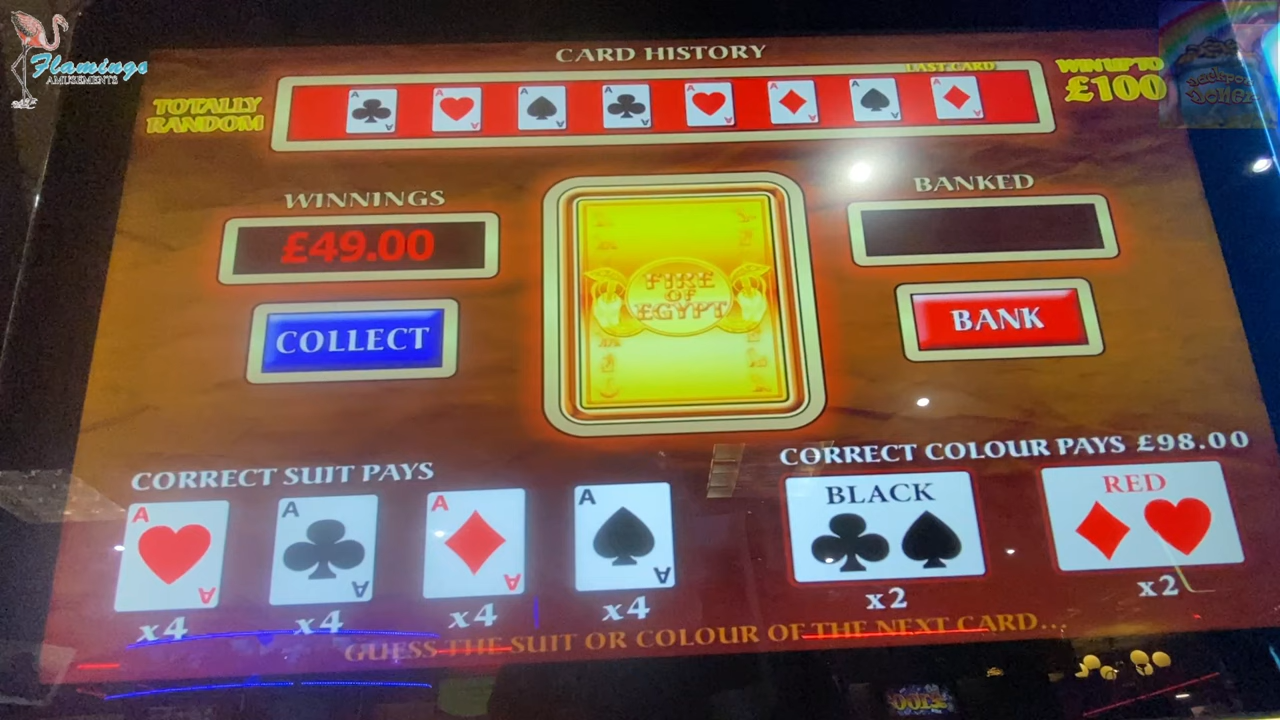 Flamingo
AMUSEMENTS
CARD HISTORY
LAST CARD
TOTALLY
RANDOM
WIN UP TO
£100
Jackpot
A A A A A A A A
WINNINGS
£49.00
BANKED
COLLECT
FIRE
OF
EGYPT
BANK
CORRECT SUIT PAYS
CORRECT COLOUR PAYS £98.00
A A A A
BLACK
RED
x4 x4 x4 x4
x2 x2
GUESS THE SUIT OR COLOUR OF THE NEXT CARD...